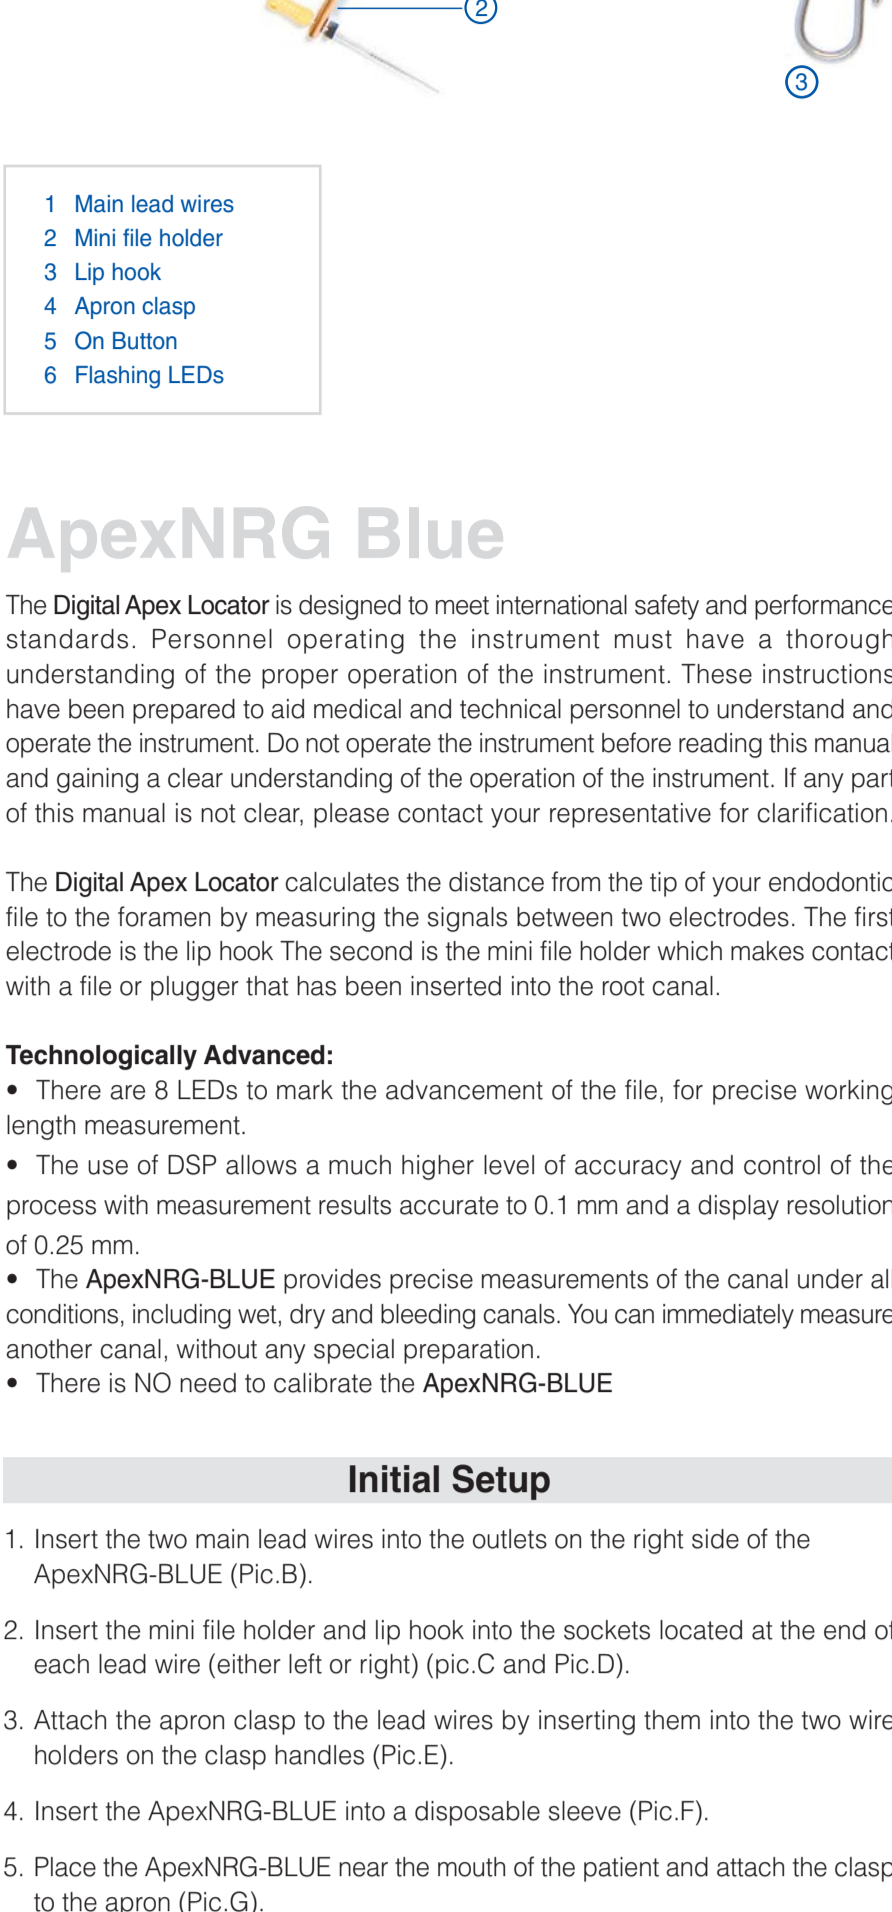 2
3
1 Main lead wires
2 Mini file holder
3 Lip hook
4 Apron clasp
5 On Button
6 Flashing LEDs
ApexNRG Blue
The Digital Apex Locator is designed to meet international safety and performance
standards. Personnel operating the instrument must have a thorough
understanding of the proper operation of the instrument. These instructions
have been prepared to aid medical and technical personnel to understand and
operate the instrument. Do not operate the instrument before reading this manual
and gaining a clear understanding of the operation of the instrument. If any part
of this manual is not clear, please contact your representative for clarification.
The Digital Apex Locator calculates the distance from the tip of your endodontic
file to the foramen by measuring the signals between two electrodes. The first
electrode is the lip hook The second is the mini file holder which makes contact
with a file or plugger that has been inserted into the root canal.
Technologically Advanced:
• There are 8 LEDs to mark the advancement of the file, for precise working
length measurement.
• The use of DSP allows a much higher level of accuracy and control of the
process with measurement results accurate to 0.1 mm and a display resolution
of 0.25 mm.
• The ApexNRG-BLUE provides precise measurements of the canal under all
conditions, including wet, dry and bleeding canals. You can immediately measure
another canal, without any special preparation.
• There is NO need to calibrate the ApexNRG-BLUE
Initial Setup
1. Insert the two main lead wires into the outlets on the right side of the
ApexNRG-BLUE (Pic.B).
2. Insert the mini file holder and lip hook into the sockets located at the end of
each lead wire (either left or right) (pic.C and Pic.D).
3. Attach the apron clasp to the lead wires by inserting them into the two wire
holders on the clasp handles (Pic.E).
4. Insert the ApexNRG-BLUE into a disposable sleeve (Pic.F).
5. Place the ApexNRG-BLUE near the mouth of the patient and attach the clasp
to the apron (Pic.G).